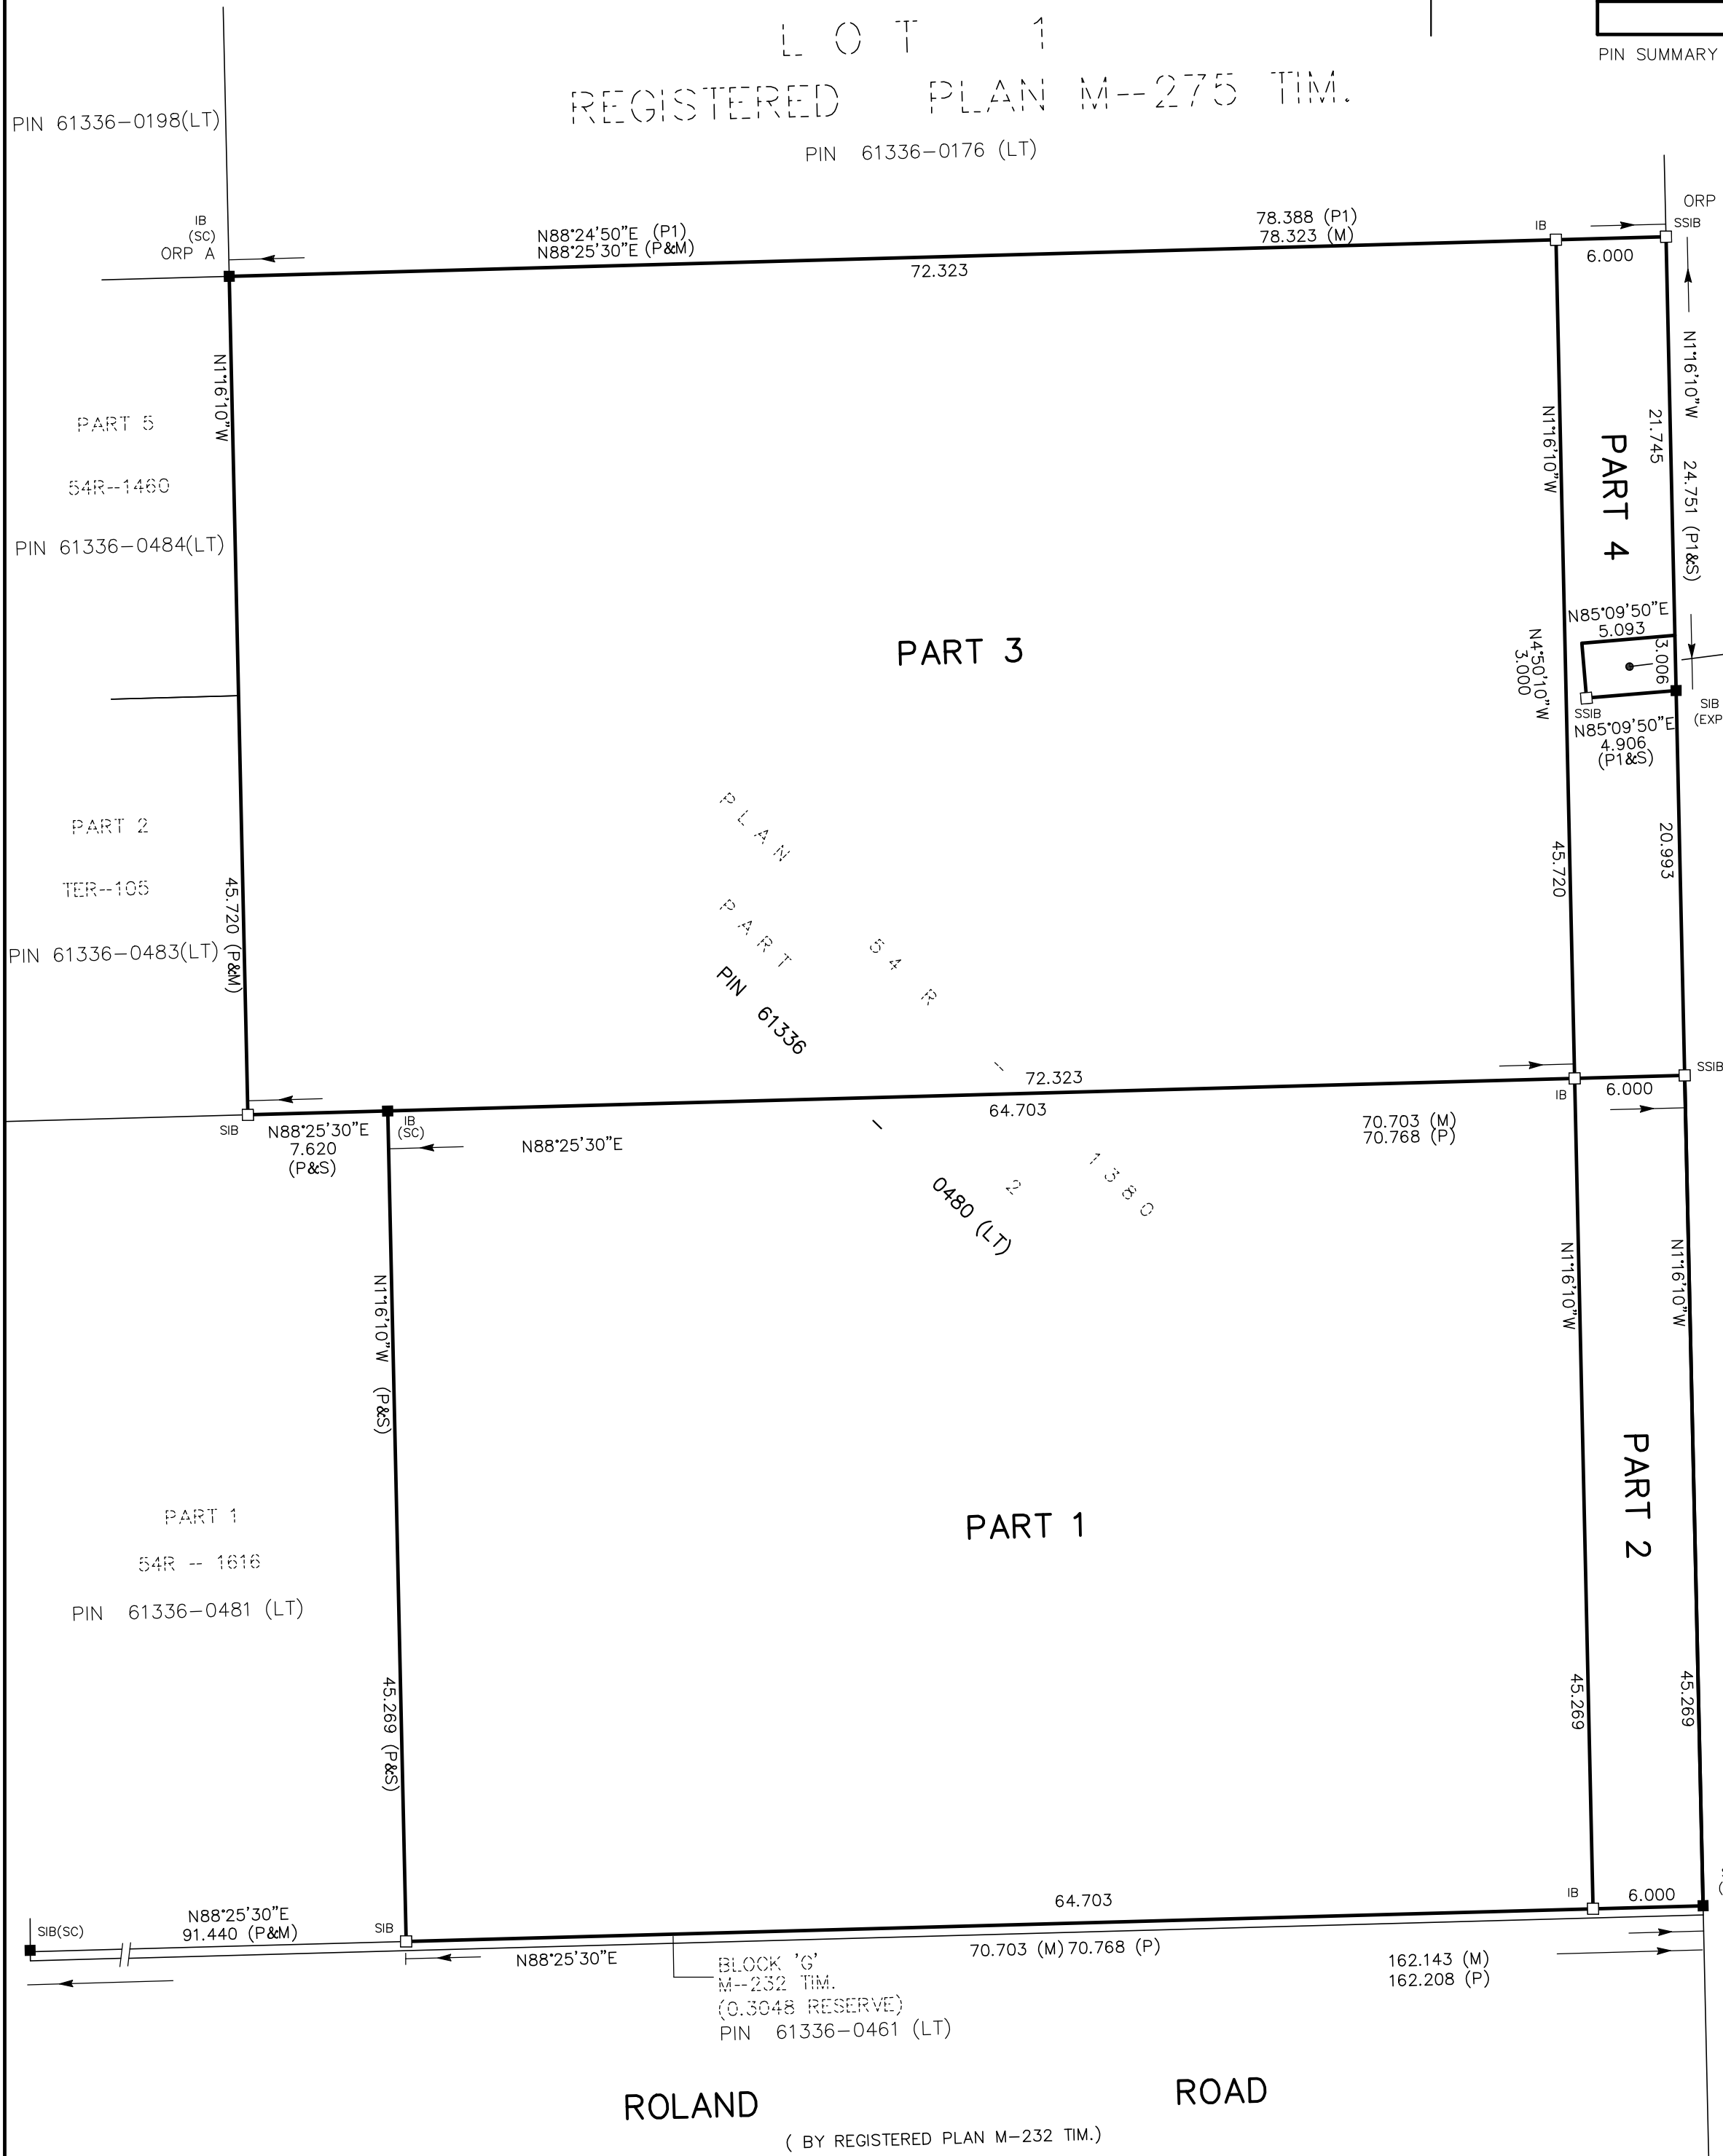 LOT 1
REGISTERED PLAN M--275 TIM.
PIN 61336-0176 (LT)
PIN SUMMARY
PIN 61336-0198(LT)
IB
(SC)
ORP A
N88°24'50"E (P1)
N88°25'30"E (P&M)
78.388 (P1)
78.323 (M)
72.323
IB
6.000
SSIB
ORP
N1°16'10"W
N1°16'10"W
PART 4
21.745
N1°16'10"W 24.751 (P1&S)
PART 5
54R--1460
PIN 61336-0484(LT)
PART 3
N85°09'50"E
5.093
3.006
N4°50'10"W
3.000
SSIB
N85°09'50"E
4.906
(P1&S)
SIB
(EXP
PART 2
TER--105
PIN 61336-0483(LT)
45.720 (P&M)
45.720
20.993
PLAN 54R -- 1380
PART 2
PIN 61336 - 0480 (LT)
72.323
64.703
IB
6.000
SSIB
70.703 (M)
70.768 (P)
SIB
N88°25'30"E
7.620
(P&S)
IB
(SC)
N88°25'30"E
N1°16'10"W (P&S)
N1°16'10"W
N1°16'10"W
PART 2
PART 1
PART 1
54R -- 1616
PIN 61336-0481 (LT)
45.269 (P&S)
45.269
45.269
64.703
IB
6.000
SIB(SC)
N88°25'30"E
91.440 (P&M)
SIB
N88°25'30"E
70.703 (M) 70.768 (P)
162.143 (M)
162.208 (P)
BLOCK 'G'
M--232 TIM.
(0.3048 RESERVE)
PIN 61336-0461 (LT)
ROLAND ROAD
( BY REGISTERED PLAN M-232 TIM.)